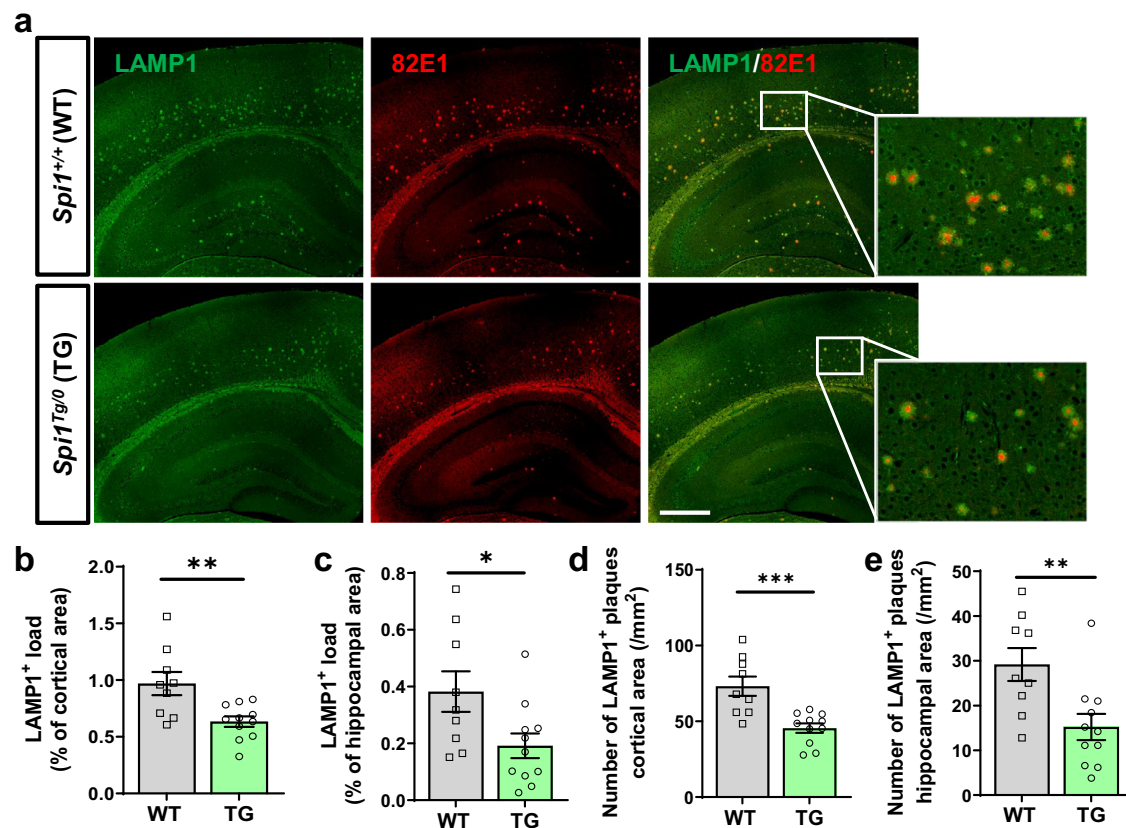 a
Spi1+/+ (WT)
LAMP1
82E1
LAMP1/82E1
Spi1Tg/0 (TG)
b
LAMP1+ load
(% of cortical area)
2.0
1.5
1.0
0.5
0.0
**
WT
TG
c
LAMP1+ load
(% of hippocampal area)
0.8
0.6
0.4
0.2
0.0
*
WT
TG
d
Number of LAMP1+ plaques
cortical area (/mm2)
150
100
50
0
***
WT
TG
e
Number of LAMP1+ plaques
hippocampal area (/mm2)
50
40
30
20
10
0
**
WT
TG